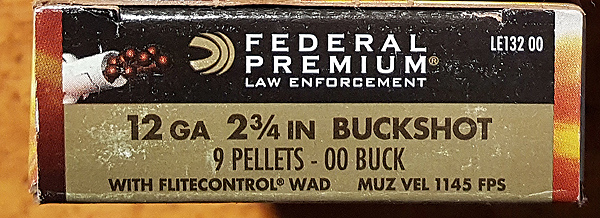 FEDERAL
PREMIUM®
LAW ENFORCEMENT
LE132 00
12 GA 2¾ IN BUCKSHOT
9 PELLETS - 00 BUCK
WITH FLITECONTROL® WAD MUZ VEL 1145 FPS